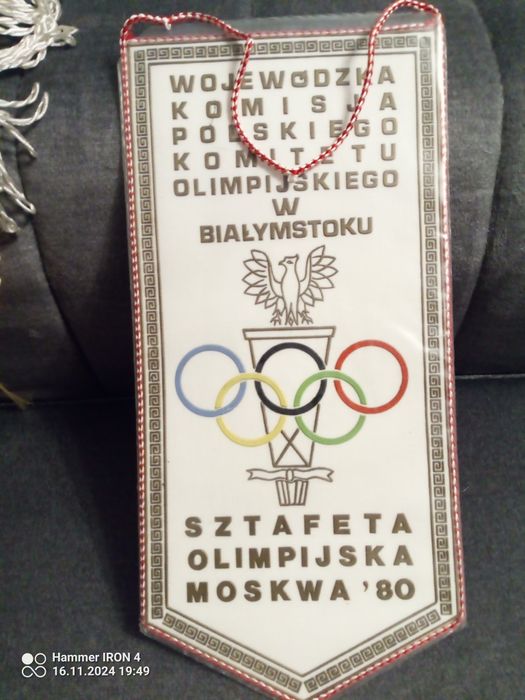 WOJEWÓDZKA
KOMISJA
POLSKIEGO
KOMITETU
OLIMPIJSKIEGO
W
BIAŁYMSTOKU
SZTAFETA
OLIMPIJSKA
MOSKWA '80
Hammer IRON 4
16.11.2024 19:49